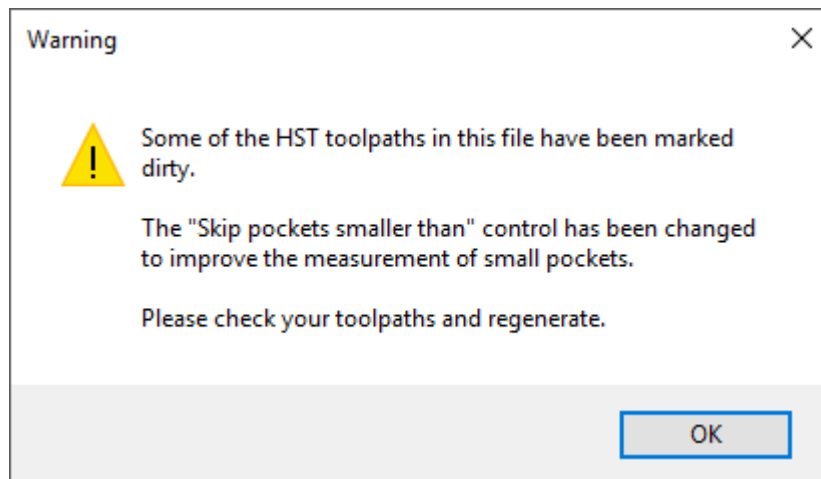 Warning
Some of the HST toolpaths in this file have been marked
dirty.
The "Skip pockets smaller than" control has been changed
to improve the measurement of small pockets.
Please check your toolpaths and regenerate.
OK